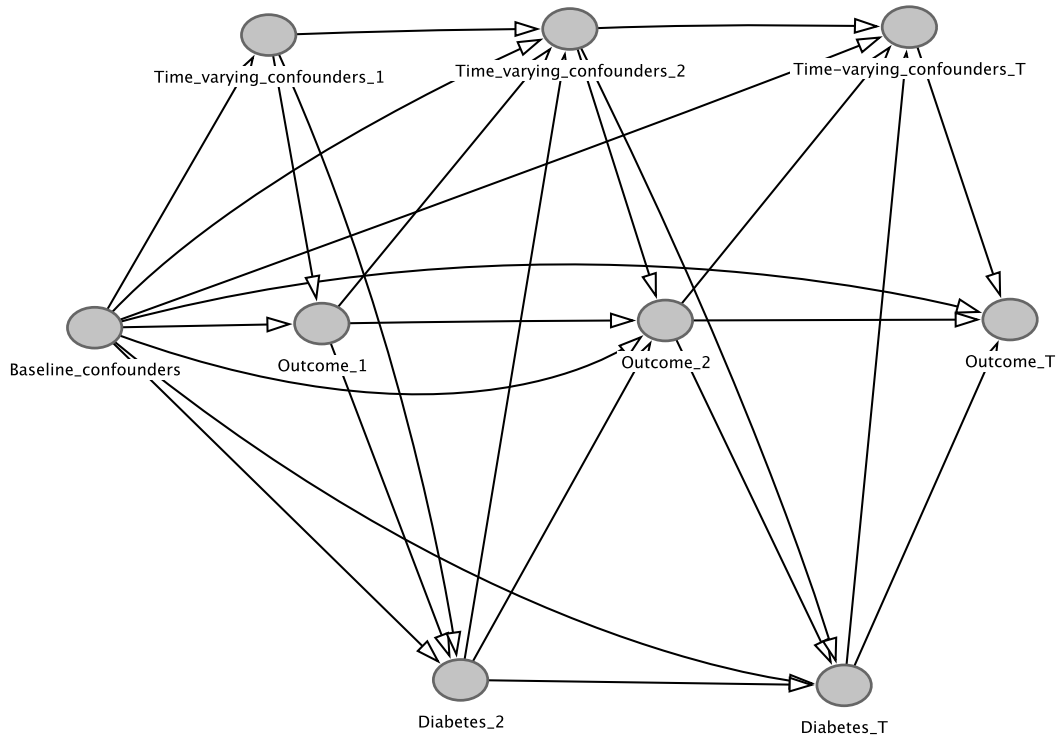 Time_varying_confounders_1
Time_varying_confounders_2
Time-varying_confounders_T
Baseline_confounders
Outcome_1
Outcome_2
Outcome_T
Diabetes_2
Diabetes_T